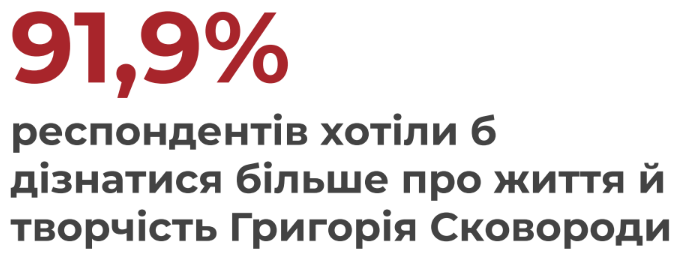 91,9%
респондентів хотіли б
дізнатися більше про життя й
творчість Григорія Сковороди